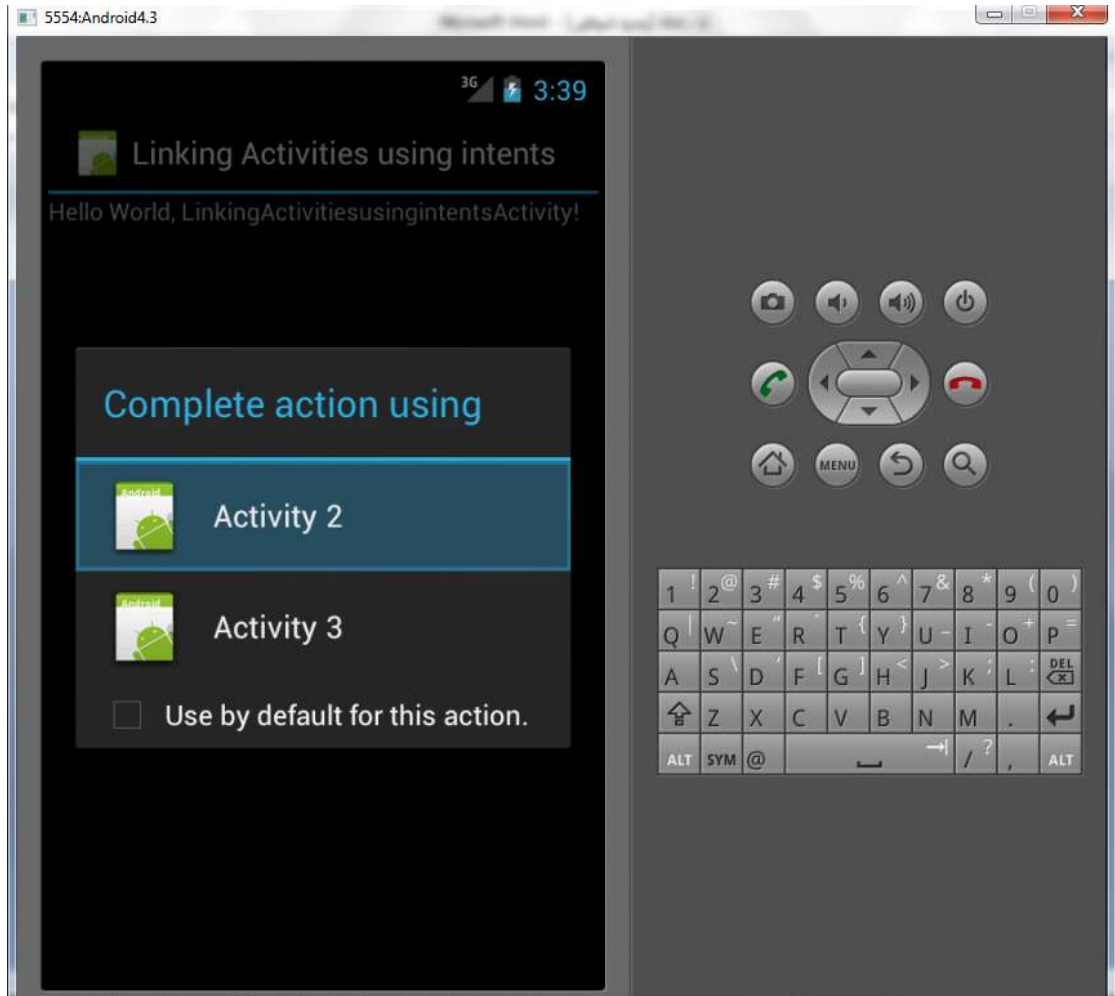 5554:Android4.3
3G 3:39
Linking Activities using intents
Hello World, LinkingActivitiesusingintentsActivity!
Complete action using
Android
Activity 2
Android
Activity 3
Use by default for this action.
MENU
1 ! 2 @ 3 # 4 $ 5 % 6 ^ 7 & 8 * 9 ( 0 )
Q | W ~ E " R ` T { Y } U _ I - O + P =
A S \ D ' F [ G ] H < J > K ; L : DEL
Z X C V B N M .
ALT SYM @ / ? , ALT